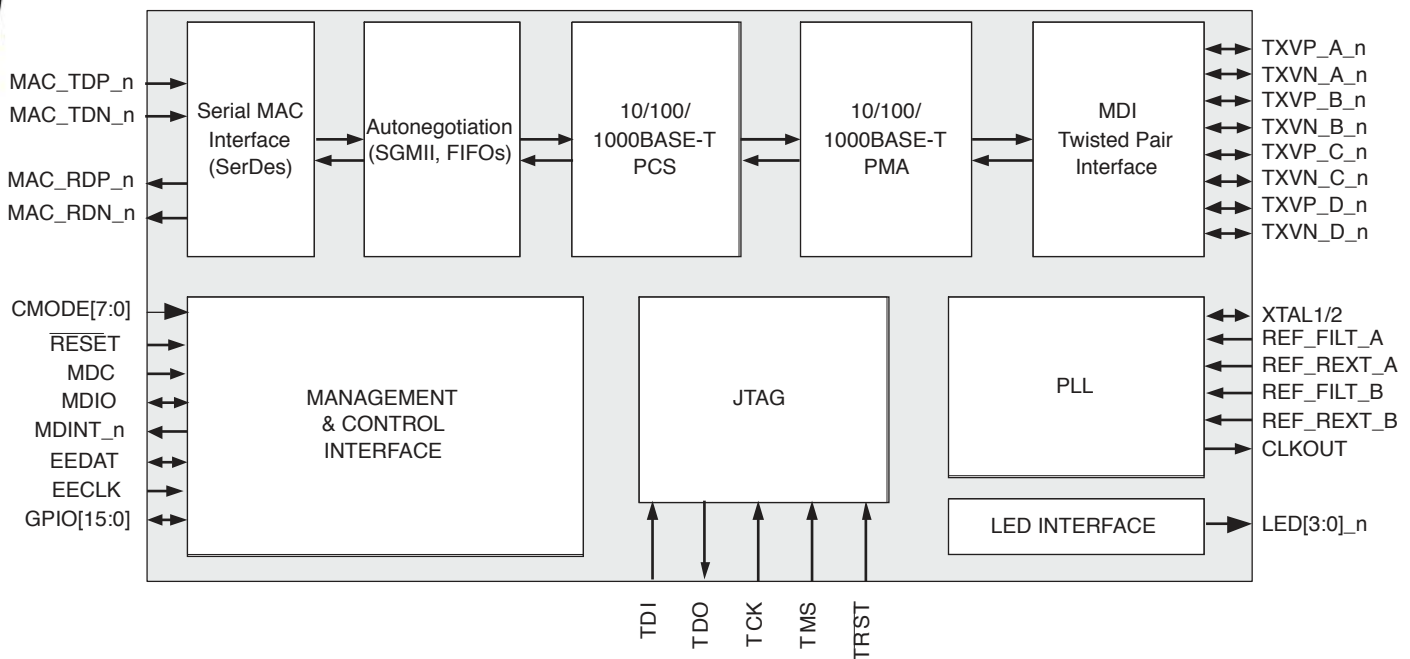 MAC_TDP_n
MAC_TDN_n
MAC_RDP_n
MAC_RDN_n
Serial MAC
Interface
(SerDes)
Autonegotiation
(SGMII, FIFOs)
10/100/
1000BASE-T
PCS
10/100/
1000BASE-T
PMA
MDI
Twisted Pair
Interface
TXVP_A_n
TXVN_A_n
TXVP_B_n
TXVN_B_n
TXVP_C_n
TXVN_C_n
TXVP_D_n
TXVN_D_n
CMODE[7:0]
RESET
MDC
MDIO
MDINT_n
EEDAT
EECLK
GPIO[15:0]
MANAGEMENT
& CONTROL
INTERFACE
JTAG
PLL
XTAL1/2
REF_FILT_A
REF_REXT_A
REF_FILT_B
REF_REXT_B
CLKOUT
LED INTERFACE
LED[3:0]_n
TDI
TDO
TCK
TMS
TRST